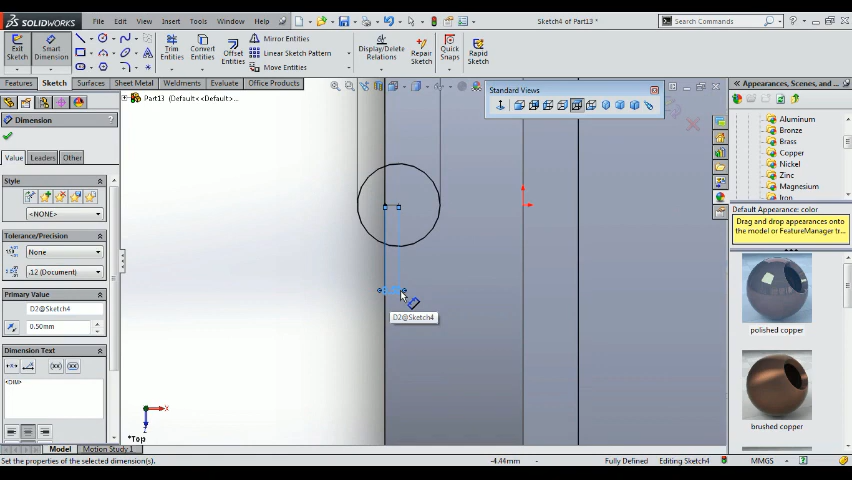 SOLIDWORKS
File Edit View Insert Tools Window Help
Sketch4 of Part13 *
Search Commands
Exit Sketch
Smart Dimension
Trim Entities
Convert Entities
Offset Entities
Mirror Entities
Linear Sketch Pattern
Move Entities
Display/Delete Relations
Repair Sketch
Quick Snaps
Rapid Sketch
Features Sketch Surfaces Sheet Metal Weldments Evaluate Office Products
Part13 (Default<<Default>...
Standard Views
Appearances, Scenes, and...
Dimension
Value Leaders Other
Style
<NONE>
Tolerance/Precision
None
.12 (Document)
Primary Value
D2@Sketch4
0.50mm
Dimension Text
<DIM>
D2@Sketch4
X
*Top
Aluminum
Bronze
Brass
Copper
Nickel
Zinc
Magnesium
Iron
Default Appearance: color
Drag and drop appearances onto the model or FeatureManager tr...
polished copper
brushed copper
Model Motion Study 1
Set the properties of the selected dimension(s).
-4.44mm
Fully Defined
Editing Sketch4
MMGS